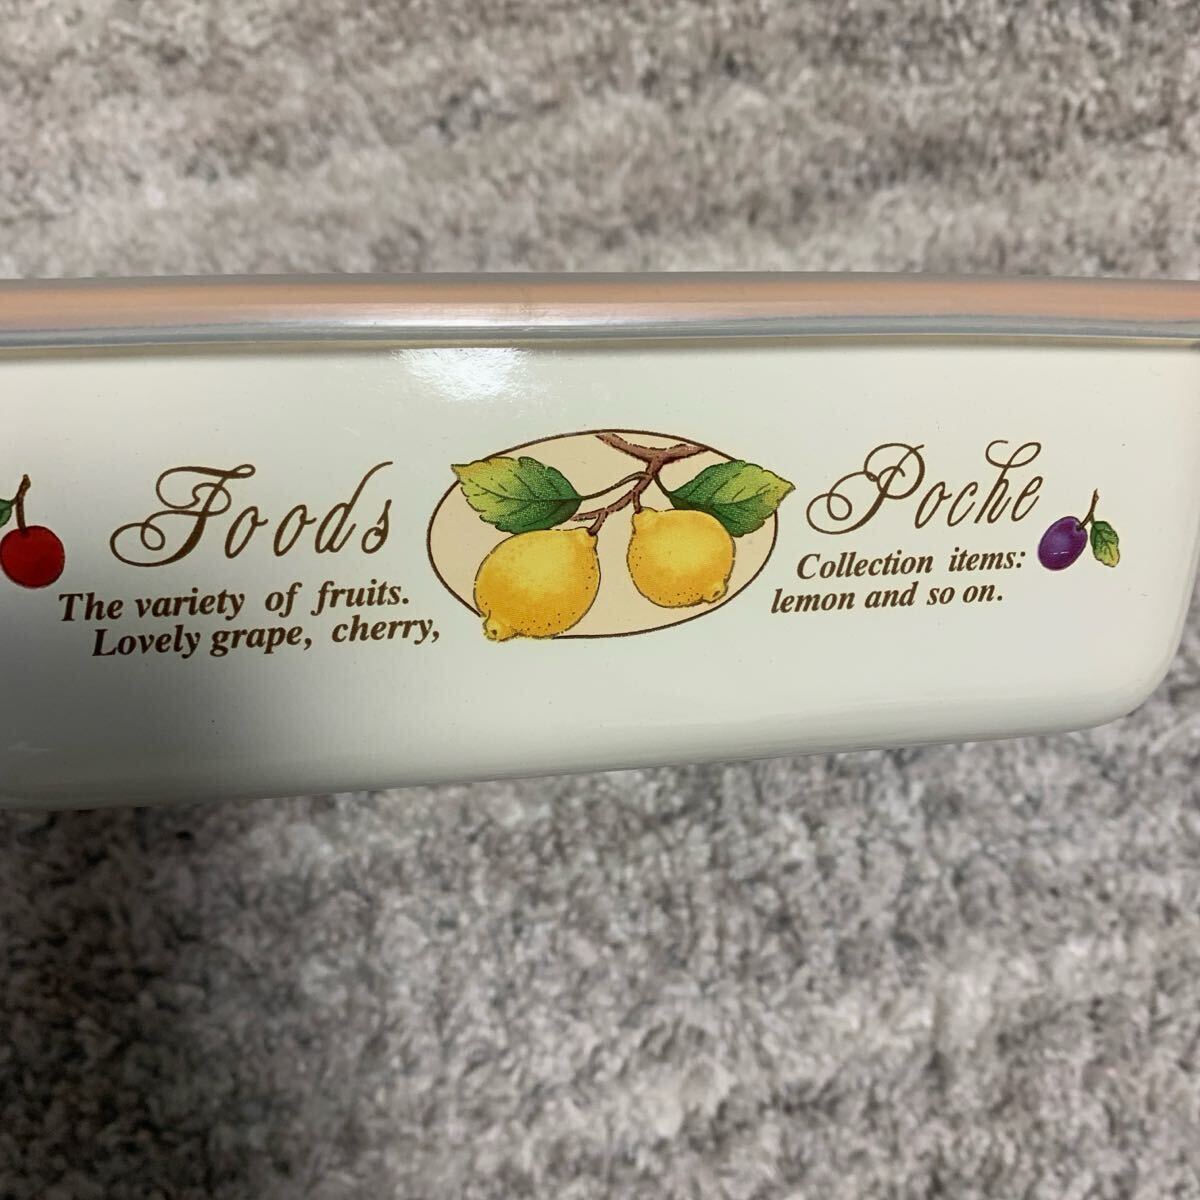 Foods Poche
The variety of fruits. Collection items:
Lovely grape, cherry, lemon and so on.